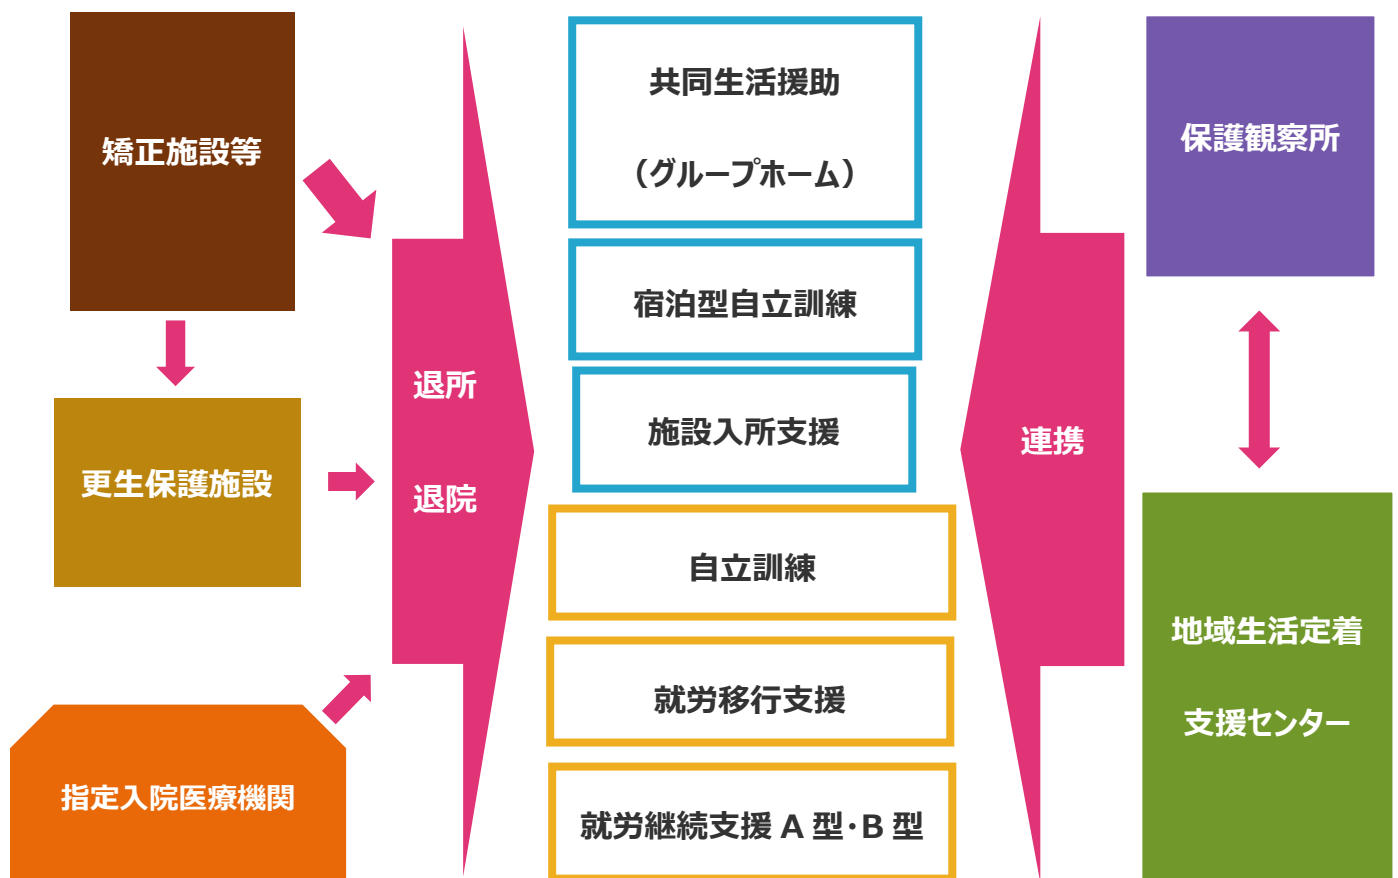 矯正施設等
更生保護施設
指定入院医療機関
退所
退院
共同生活援助
（グループホーム）
宿泊型自立訓練
施設入所支援
自立訓練
就労移行支援
就労継続支援 A 型・B 型
連携
保護観察所
地域生活定着
支援センター